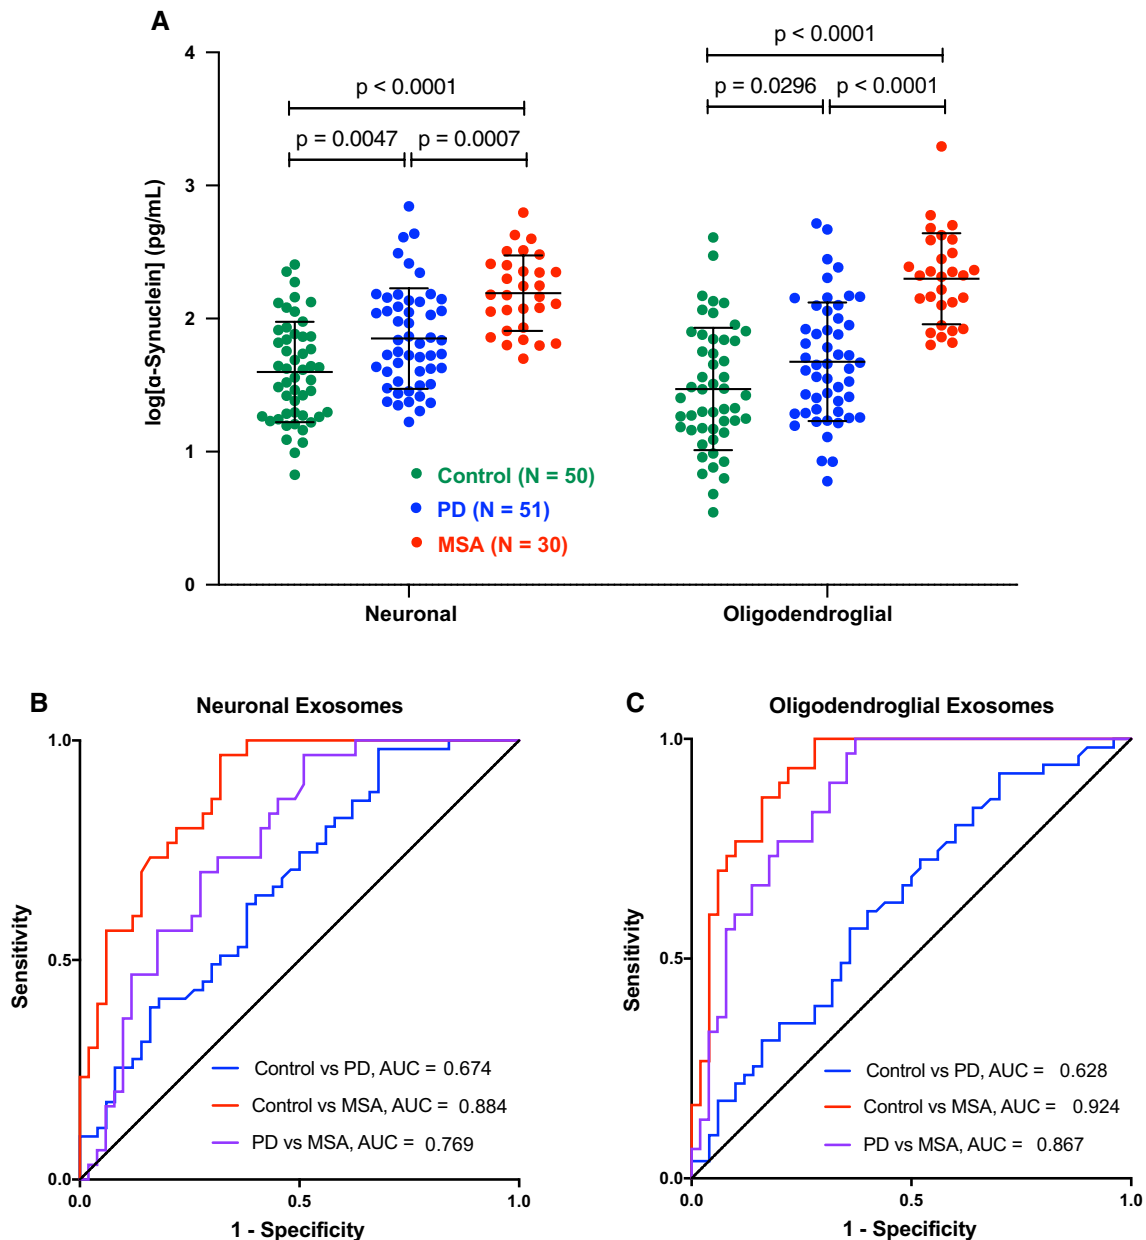 A
p < 0.0001
p < 0.0001
p = 0.0047
p = 0.0007
p = 0.0296
p < 0.0001
log[α-Synuclein] (pg/mL)
4
3
2
1
0
Control (N = 50)
PD (N = 51)
MSA (N = 30)
Neuronal
Oligodendroglial
B
Neuronal Exosomes
Sensitivity
1.0
0.5
0.0
Control vs PD, AUC = 0.674
Control vs MSA, AUC = 0.884
PD vs MSA, AUC = 0.769
0.0
0.5
1.0
1 - Specificity
C
Oligodendroglial Exosomes
Sensitivity
1.0
0.5
0.0
Control vs PD, AUC = 0.628
Control vs MSA, AUC = 0.924
PD vs MSA, AUC = 0.867
0.0
0.5
1.0
1 - Specificity